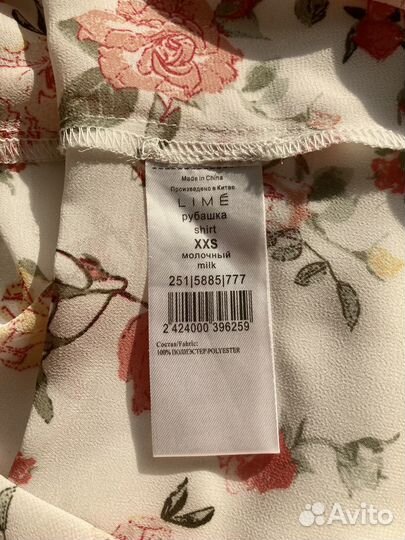 Made in China
Произведено в Китае
LIMÉ
рубашка
shirt
XXS
молочный
milk
251|5885|777
2 424000 396259
Состав/Fabric:
100% ПОЛИЭСТЕР/POLYESTER
Avito